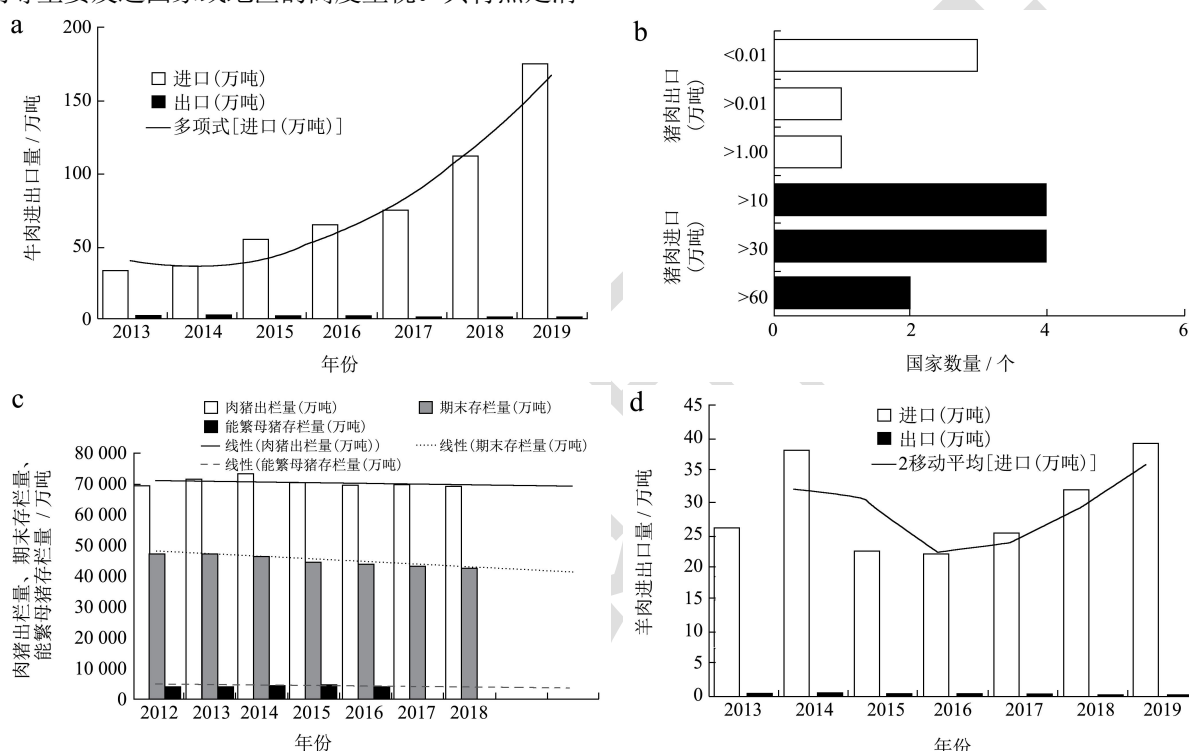 a
200
150
100
50
0
牛肉进出口量 / 万吨
进口(万吨)
出口(万吨)
多项式[进口(万吨)]
2013 2014 2015 2016 2017 2018 2019
年份
b
猪肉出口
(万吨)
<0.01
>0.01
>1.00
猪肉进口
(万吨)
>10
>30
>60
0 2 4 6
国家数量 / 个
c
肉猪出栏量(万吨) 期末存栏量(万吨)
能繁母猪存栏量(万吨)
线性(肉猪出栏量(万吨)) 线性(期末存栏量(万吨)
线性(能繁母猪存栏量(万吨)
肉猪出栏量、期末存栏量、
能繁母猪存栏量 / 万吨
80 000
70 000
60 000
50 000
40 000
30 000
20 000
10 000
0
2012 2013 2014 2015 2016 2017 2018
年份
d
45
40
35
30
25
20
15
10
5
0
羊肉进出口量 / 万吨
进口(万吨)
出口(万吨)
2移动平均[进口(万吨)]
2013 2014 2015 2016 2017 2018 2019
年份